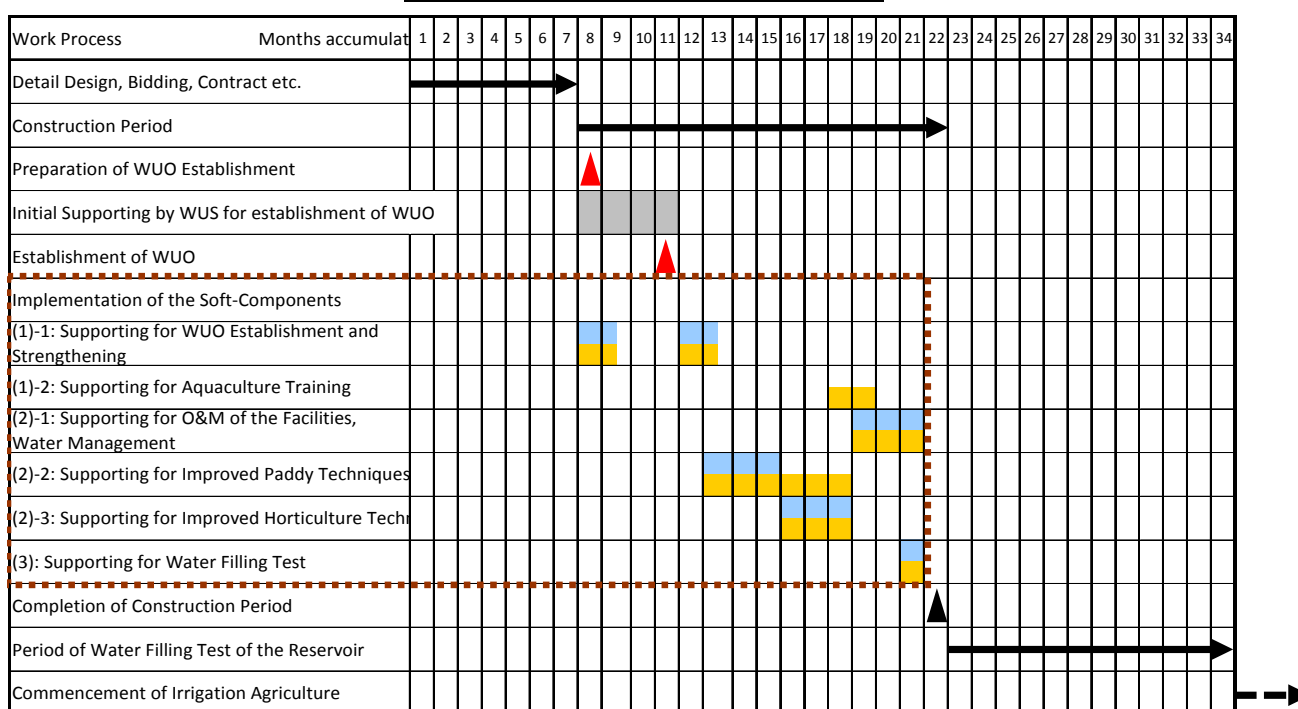 Work Process Months accumulat 1 2 3 4 5 6 7 8 9 10 11 12 13 14 15 16 17 18 19 20 21 22 23 24 25 26 27 28 29 30 31 32 33 34
Detail Design, Bidding, Contract etc.
Construction Period
Preparation of WUO Establishment
Initial Supporting by WUS for establishment of WUO
Establishment of WUO
Implementation of the Soft-Components
(1)-1: Supporting for WUO Establishment and
Strengthening
(1)-2: Supporting for Aquaculture Training
(2)-1: Supporting for O&M of the Facilities,
Water Management
(2)-2: Supporting for Improved Paddy Techniques
(2)-3: Supporting for Improved Horticulture Tech
(3): Supporting for Water Filling Test
Completion of Construction Period
Period of Water Filling Test of the Reservoir
Commencement of Irrigation Agriculture